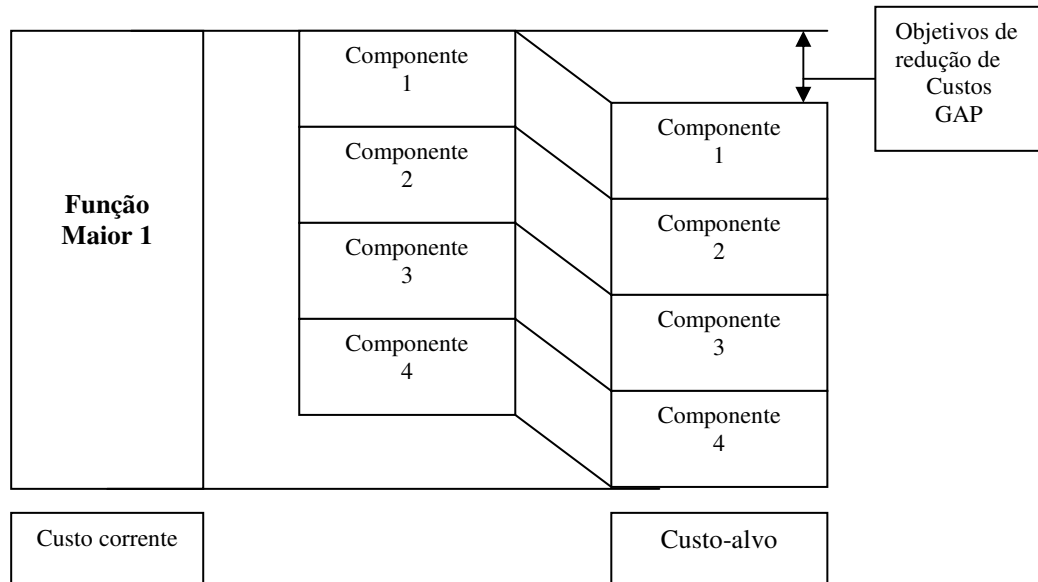 Função
Maior 1
Componente
1
Componente
2
Componente
3
Componente
4
Componente
1
Componente
2
Componente
3
Componente
4
Objetivos de
redução de
Custos
GAP
Custo corrente
Custo-alvo